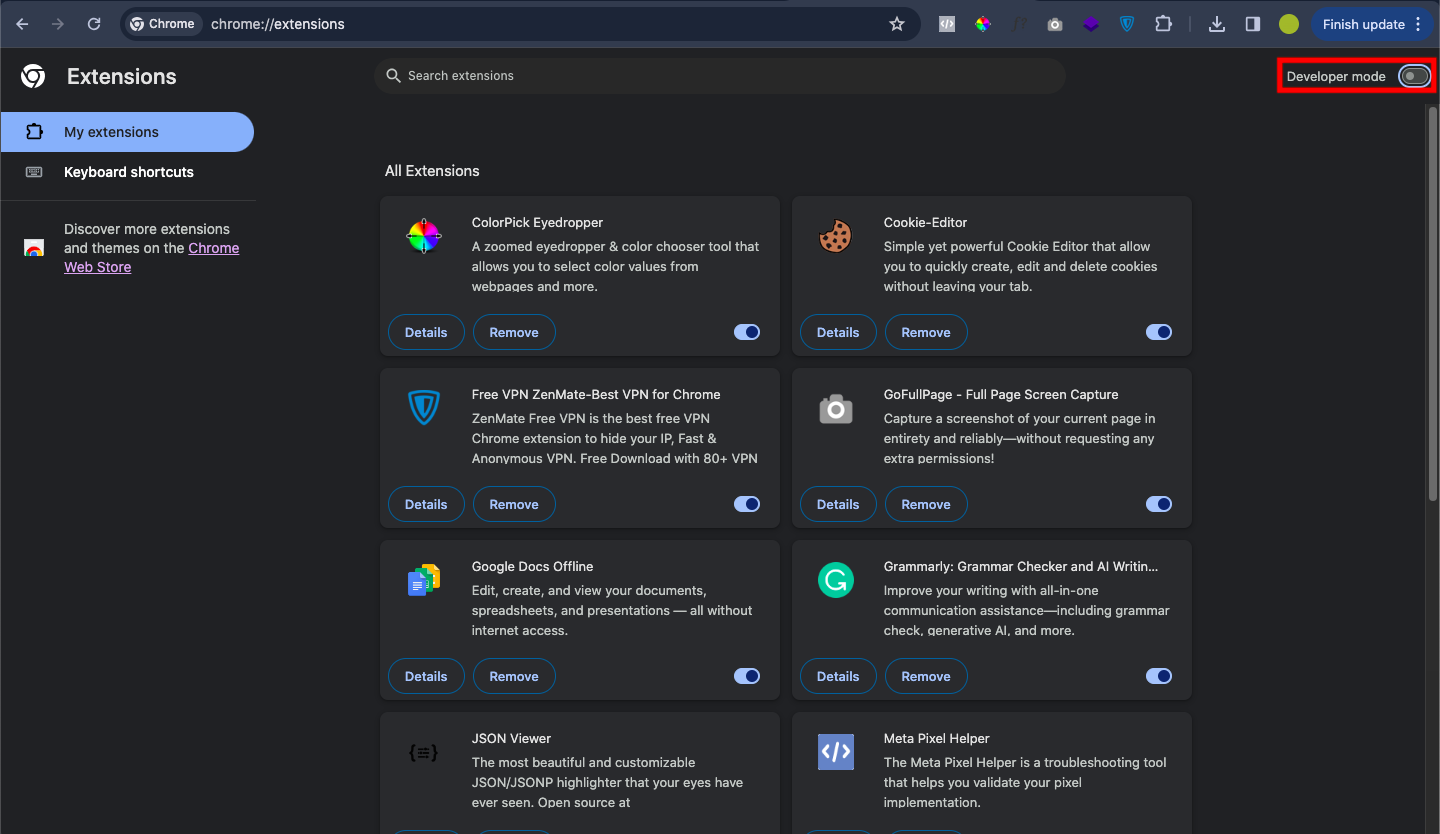 Chrome
chrome://extensions
Finish update
Extensions
Search extensions
Developer mode
My extensions
Keyboard shortcuts
Discover more extensions
and themes on the Chrome
Web Store
All Extensions
ColorPick Eyedropper
A zoomed eyedropper & color chooser tool that
allows you to select color values from
webpages and more.
Details
Remove
Cookie-Editor
Simple yet powerful Cookie Editor that allow
you to quickly create, edit and delete cookies
without leaving your tab.
Details
Remove
Free VPN ZenMate-Best VPN for Chrome
ZenMate Free VPN is the best free VPN
Chrome extension to hide your IP, Fast &
Anonymous VPN. Free Download with 80+ VPN
Details
Remove
GoFullPage - Full Page Screen Capture
Capture a screenshot of your current page in
entirety and reliably—without requesting any
extra permissions!
Details
Remove
Google Docs Offline
Edit, create, and view your documents,
spreadsheets, and presentations — all without
internet access.
Details
Remove
Grammarly: Grammar Checker and AI Writin...
Improve your writing with all-in-one
communication assistance—including grammar
check, generative AI, and more.
Details
Remove
JSON Viewer
The most beautiful and customizable
JSON/JSONP highlighter that your eyes have
ever seen. Open source at
Meta Pixel Helper
The Meta Pixel Helper is a troubleshooting tool
that helps you validate your pixel
implementation.